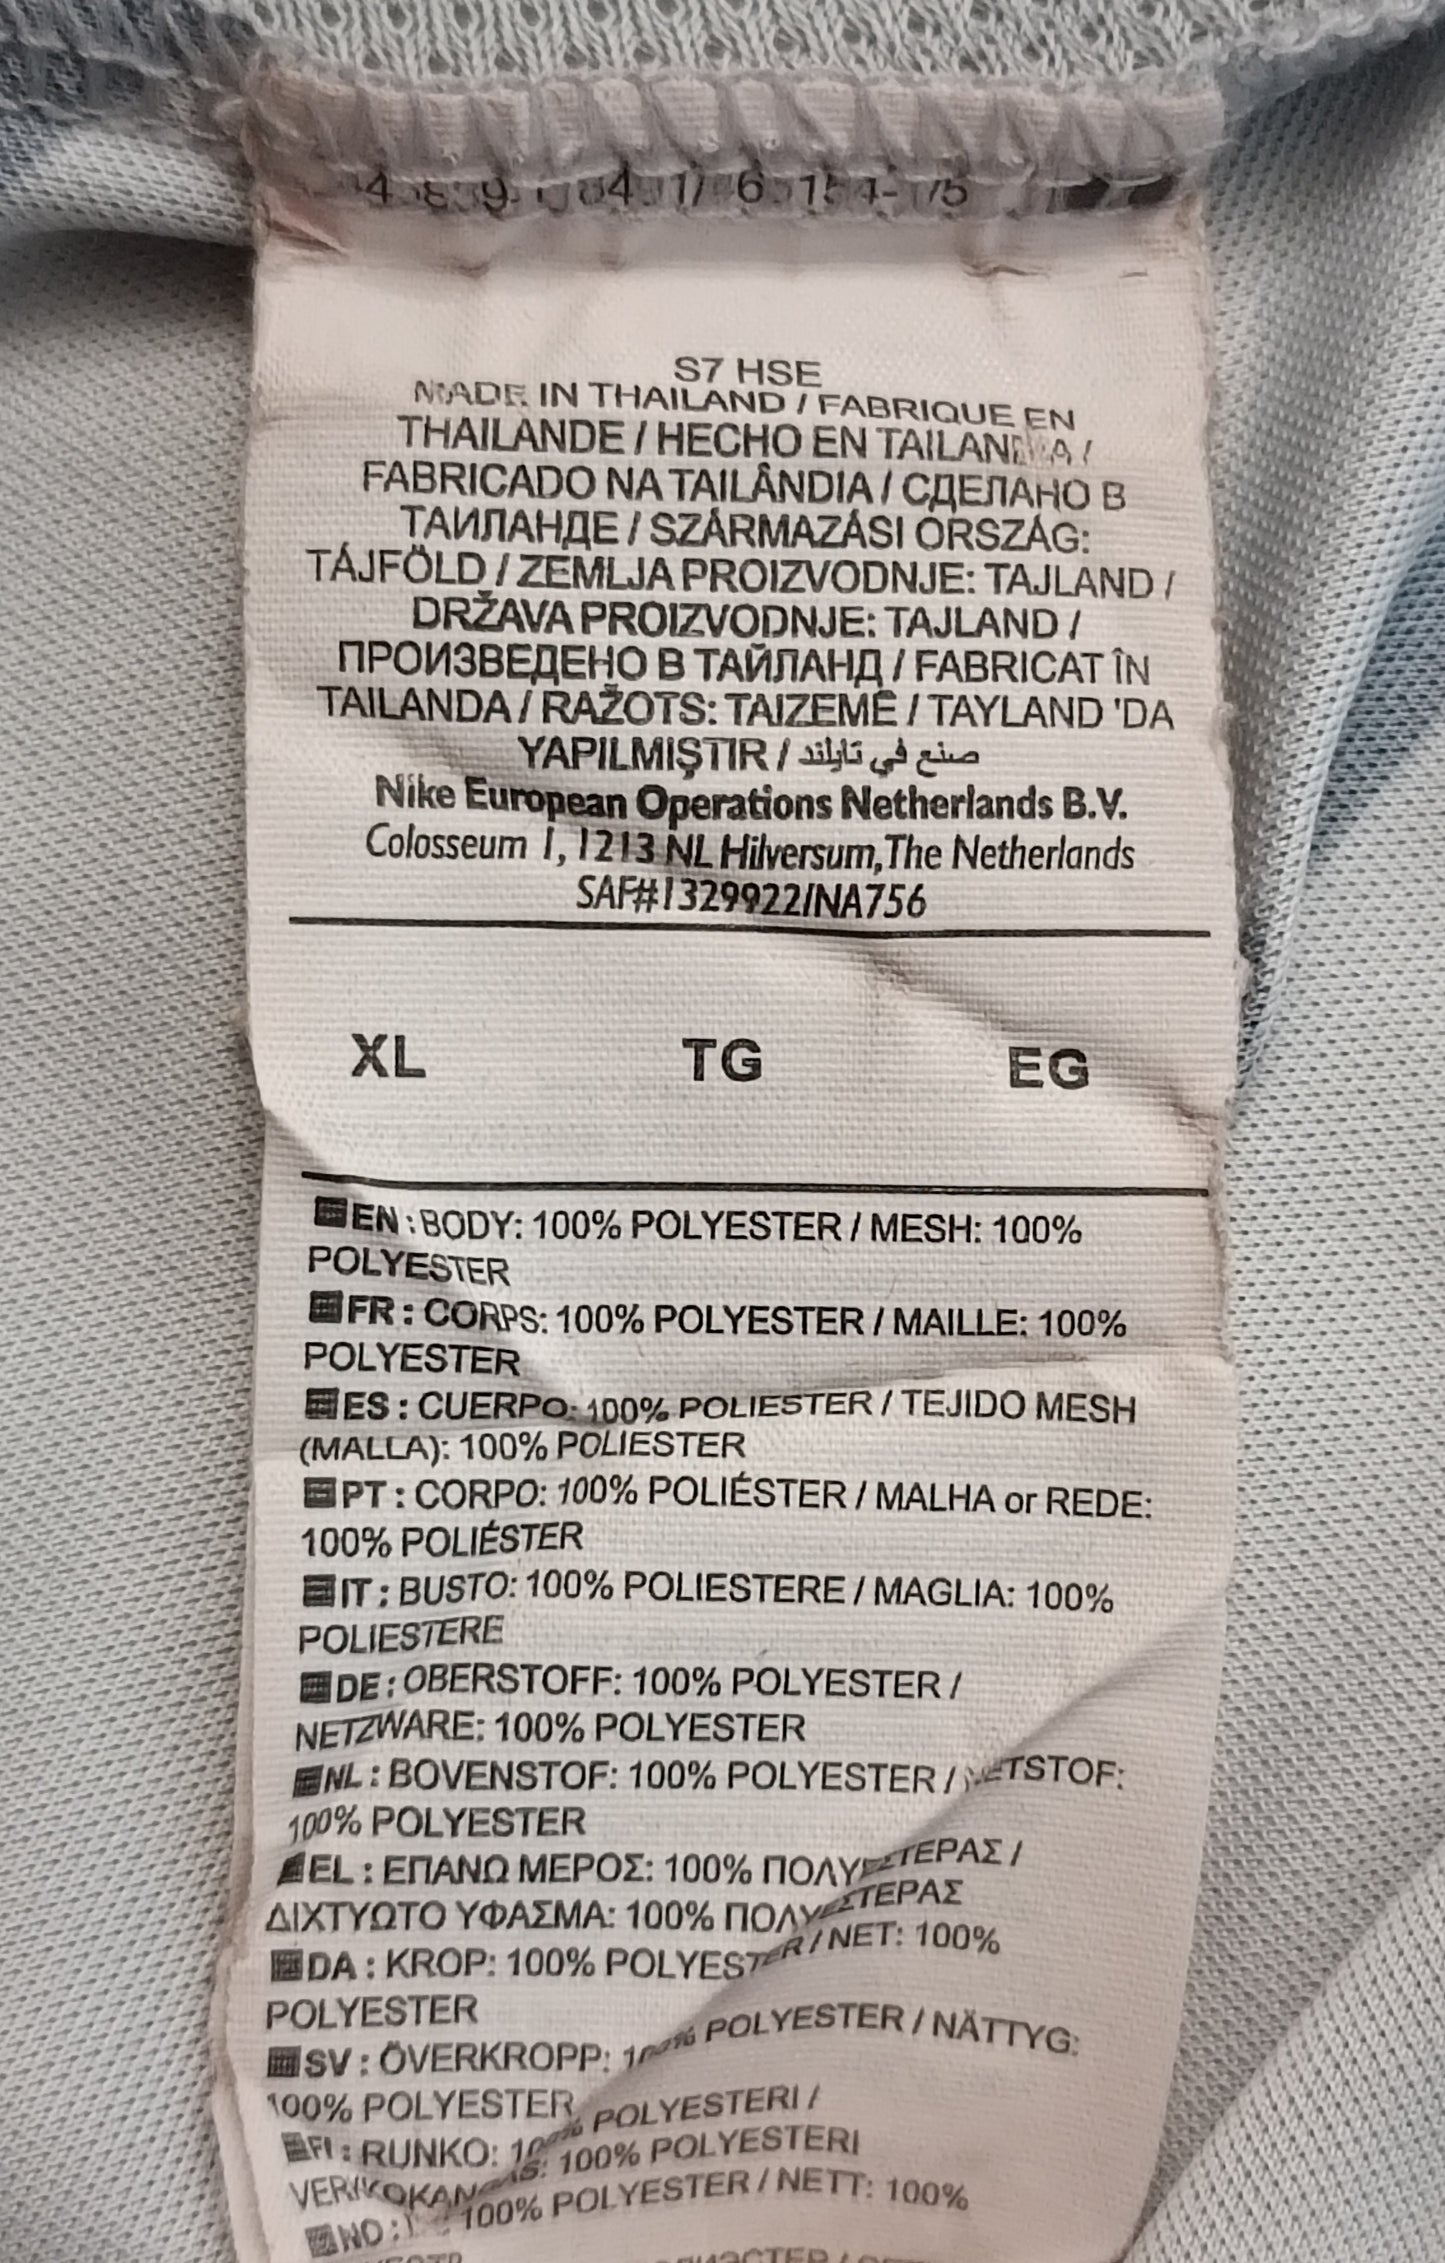 S7 HSE
MADE IN THAILAND / FABRIQUE EN
THAILANDE / HECHO EN TAILANDIA /
FABRICADO NA TAILÂNDIA / СДЕЛАНО В
ТАИЛАНДЕ / SZÁRMAZÁSI ORSZÁG:
TÁJFÖLD / ZEMLJA PROIZVODNJE: TAJLAND /
DRŽAVA PROIZVODNJE: TAJLAND /
ПРОИЗВЕДЕНО В ТАЙЛАНД / FABRICAT ÎN
TAILANDA / RAŽOTS: TAIZEMĒ / TAYLAND 'DA
YAPILMIŞTIR / صنع في تايلند
Nike European Operations Netherlands B.V.
Colosseum 1, 1213 NL Hilversum,The Netherlands
SAF#1329922/NA756
XL TG EG
EN : BODY: 100% POLYESTER / MESH: 100%
POLYESTER
FR : CORPS: 100% POLYESTER / MAILLE: 100%
POLYESTER
ES : CUERPO: 100% POLIESTER / TEJIDO MESH
(MALLA): 100% POLIESTER
PT : CORPO: 100% POLIÉSTER / MALHA or REDE:
100% POLIÉSTER
IT : BUSTO: 100% POLIESTERE / MAGLIA: 100%
POLIESTERE
DE : OBERSTOFF: 100% POLYESTER /
NETZWARE: 100% POLYESTER
NL : BOVENSTOF: 100% POLYESTER / NETSTOF:
100% POLYESTER
EL : ΕΠΑΝΩ ΜΕΡΟΣ: 100% ΠΟΛΥΕΣΤΕΡΑΣ /
ΔΙΧΤΥΩΤΟ ΥΦΑΣΜΑ: 100% ΠΟΛΥΕΣΤΕΡΑΣ
DA : KROP: 100% POLYESTER / NET: 100%
POLYESTER
SV : ÖVERKROPP: 100% POLYESTER / NÄTTYG:
100% POLYESTER
FI : RUNKO: 100% POLYESTERI /
100% POLYESTERI
NO : 100% POLYESTER / NETT: 100%